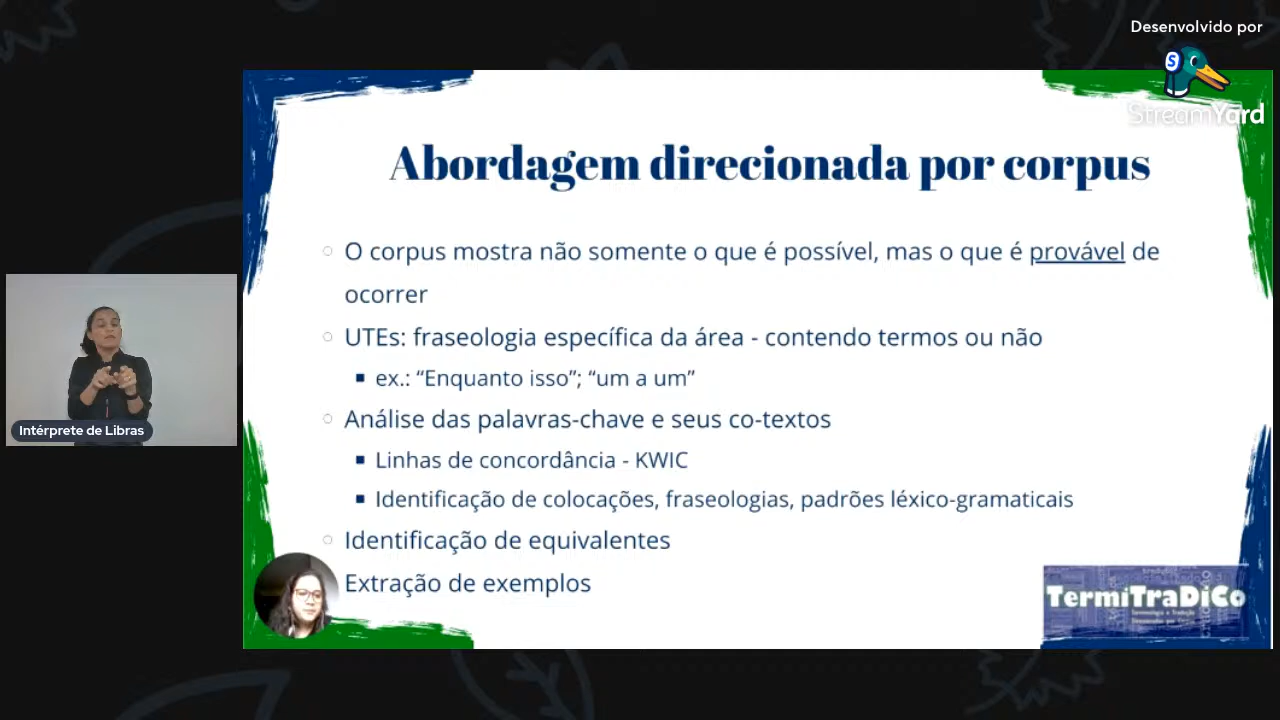 Desenvolvido por
StreamYard
Abordagem direcionada por corpus
O corpus mostra não somente o que é possível, mas o que é provável de
ocorrer
UTEs: fraseologia específica da área - contendo termos ou não
ex.: “Enquanto isso”; “um a um”
Análise das palavras-chave e seus co-textos
Linhas de concordância - KWIC
Identificação de colocações, fraseologias, padrões léxico-gramaticais
Identificação de equivalentes
Extração de exemplos
Intérprete de Libras
TermiTraDiCo